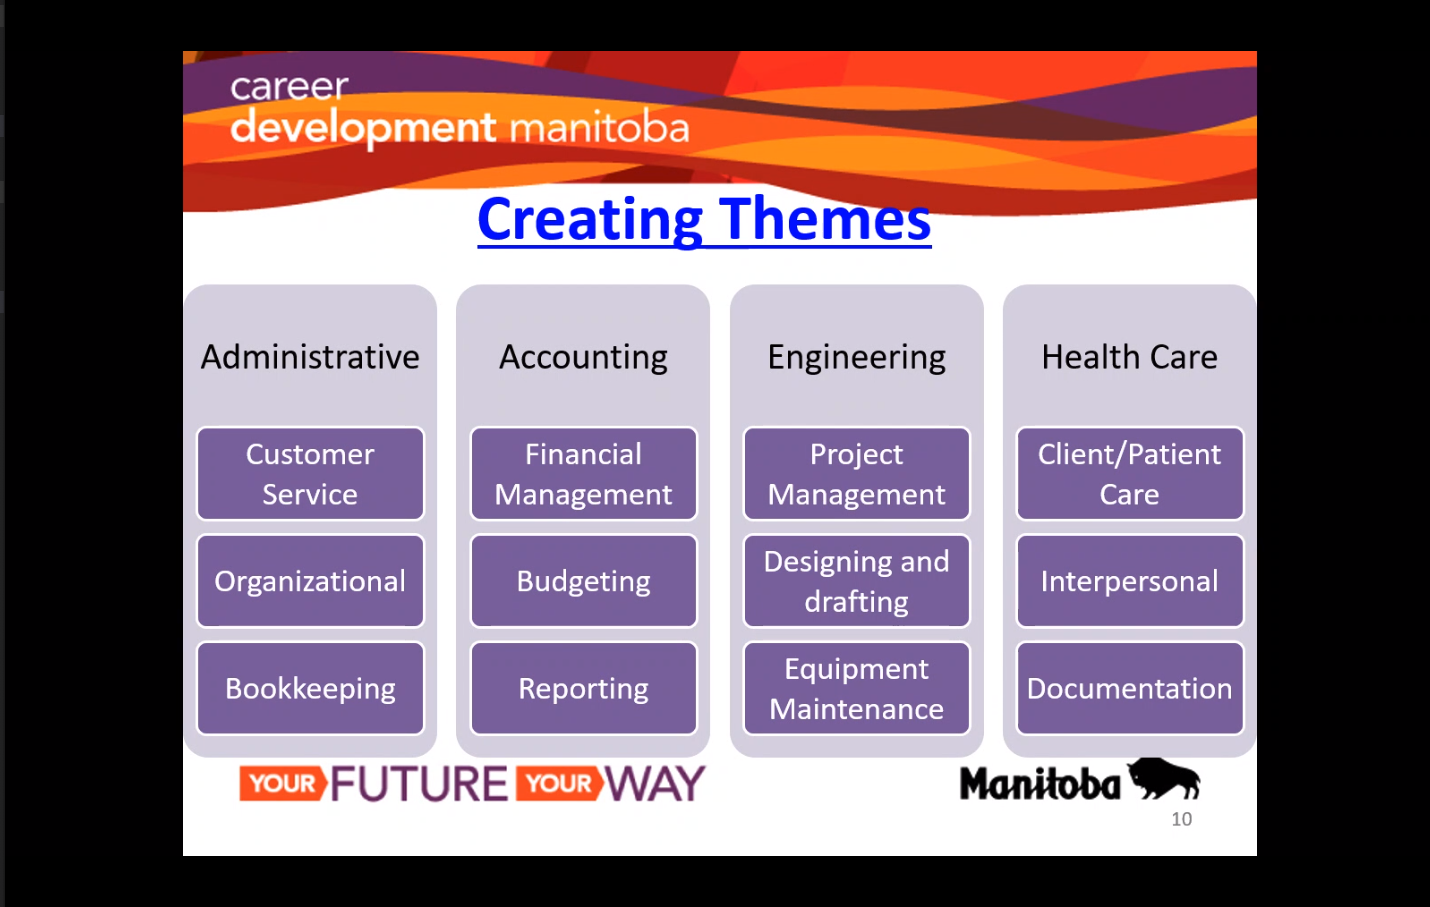 career
development manitoba
Creating Themes
Administrative
Customer
Service
Organizational
Bookkeeping
Accounting
Financial
Management
Budgeting
Reporting
Engineering
Project
Management
Designing and
drafting
Equipment
Maintenance
Health Care
Client/Patient
Care
Interpersonal
Documentation
YOUR FUTURE YOUR WAY
Manitoba
10